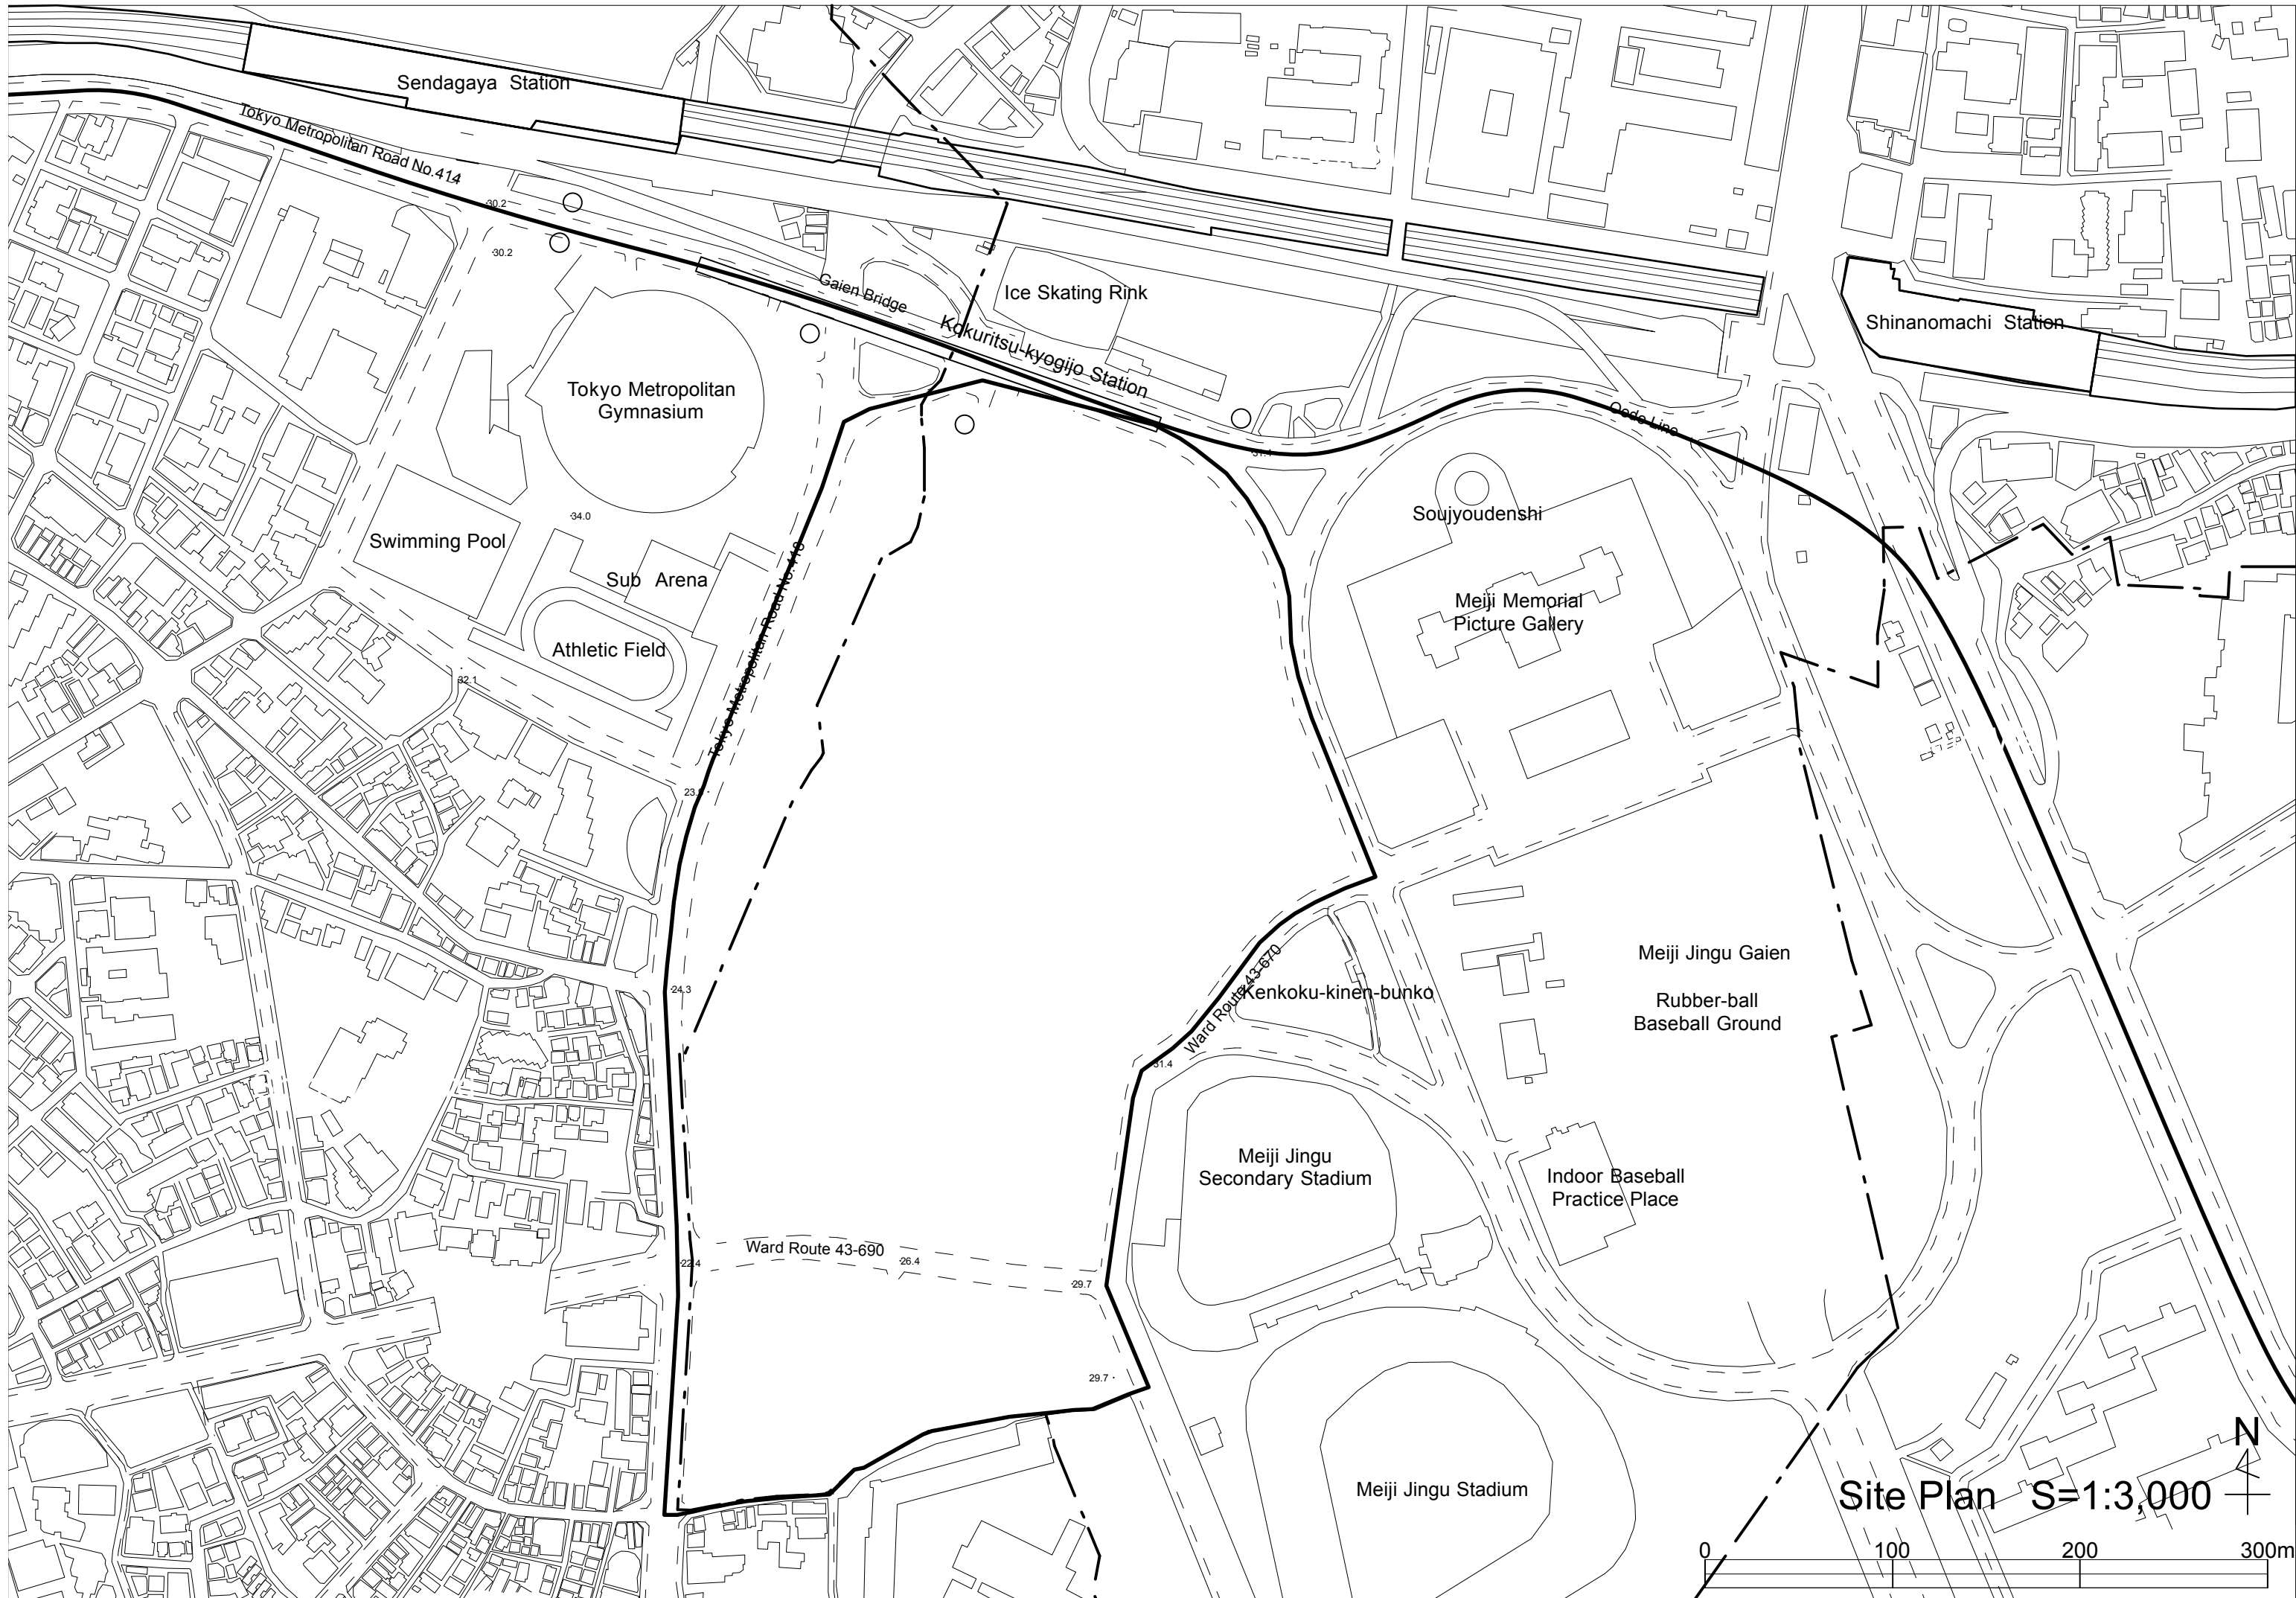 Sendagaya Station
Tokyo Metropolitan Road No.414
30.2
30.2
Gaien Bridge
Ice Skating Rink
Kokuritsu-kyogijo Station
Shinanomachi Station
Tokyo Metropolitan
Gymnasium
Oedo Line
31.1
Soujyoudenshi
34.0
Swimming Pool
Sub Arena
Tokyo Metropolitan Road No.418
Meiji Memorial
Picture Gallery
Athletic Field
32.1
24.3
Meiji Jingu Gaien
Kenkoku-kinen-bunko
Ward Route 43-670
Rubber-ball
Baseball Ground
31.4
Meiji Jingu
Secondary Stadium
Indoor Baseball
Practice Place
Ward Route 43-690
22.4
26.4
29.7
29.7
Meiji Jingu Stadium
N
Site Plan S=1:3,000
0 100 200 300m